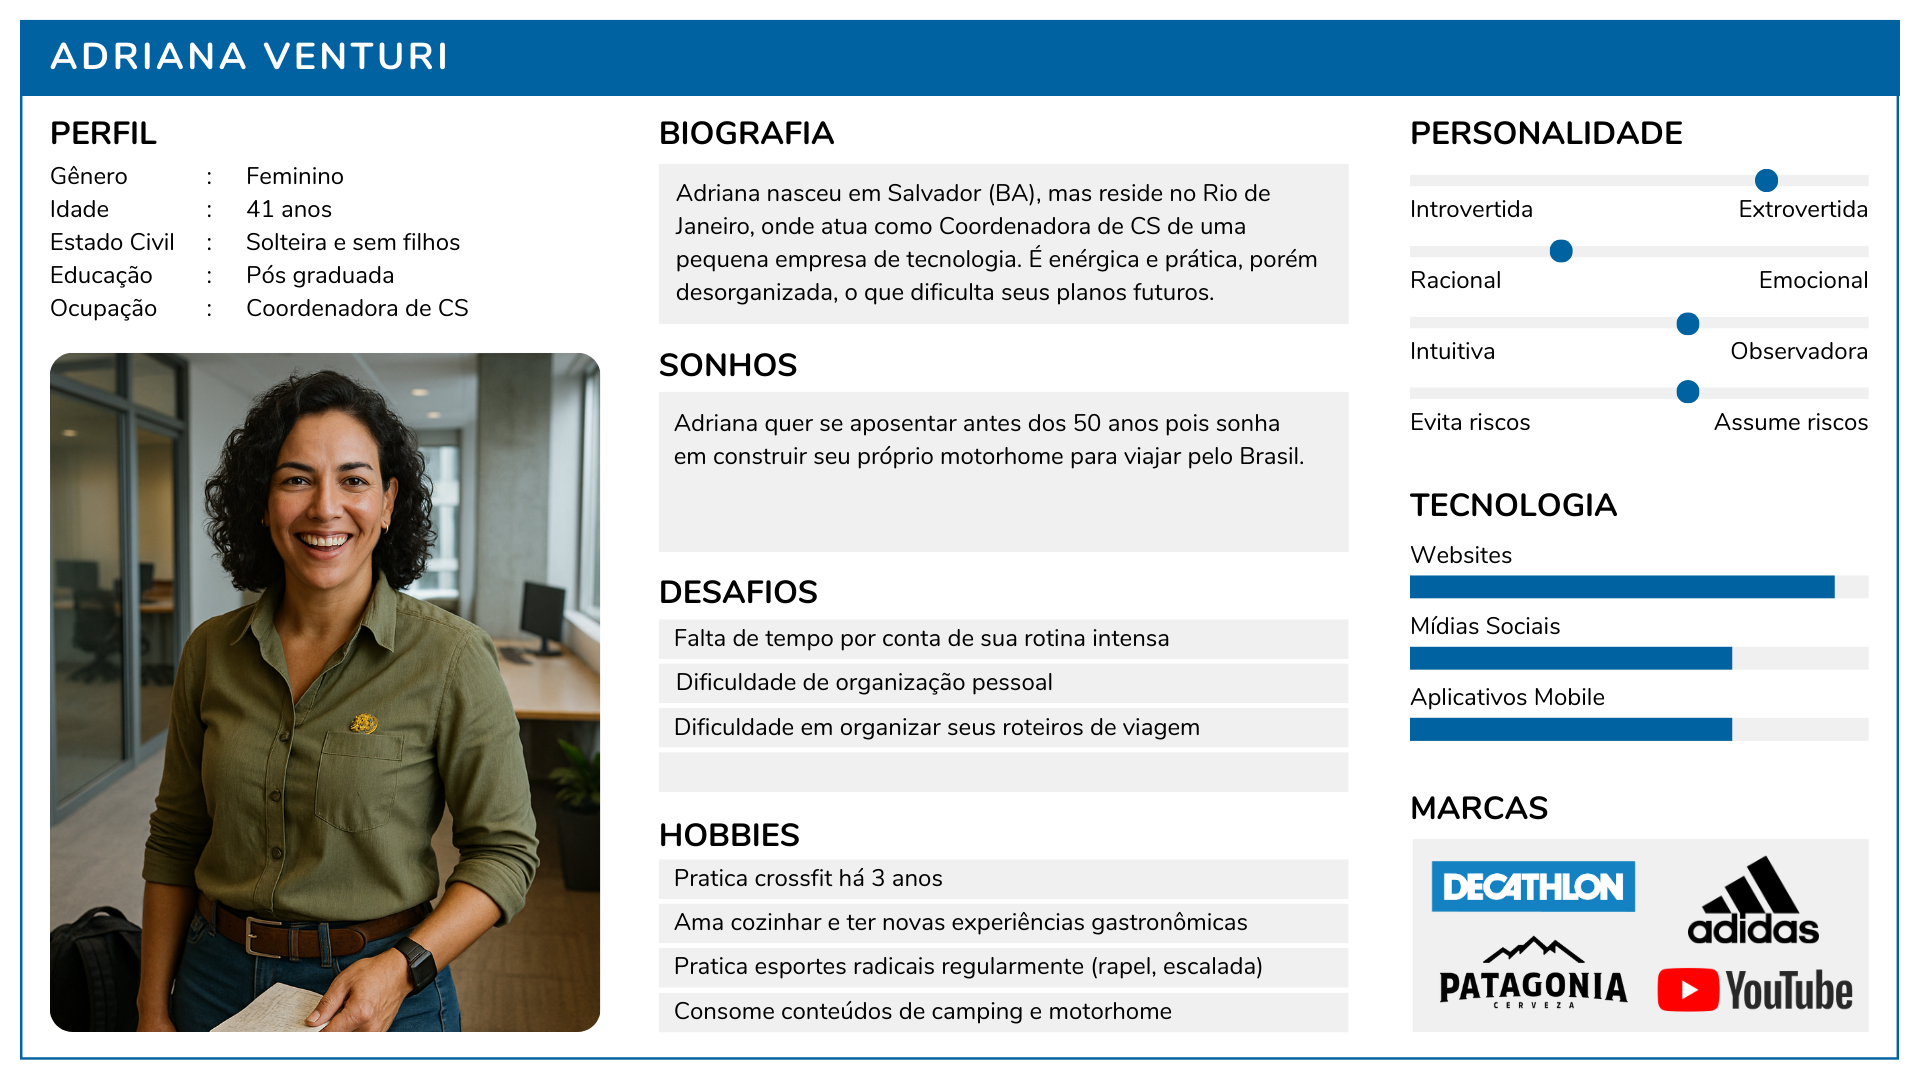 ADRIANA VENTURI
PERFIL
Gênero : Feminino
Idade : 41 anos
Estado Civil : Solteira e sem filhos
Educação : Pós graduada
Ocupação : Coordenadora de CS
BIOGRAFIA
Adriana nasceu em Salvador (BA), mas reside no Rio de
Janeiro, onde atua como Coordenadora de CS de uma
pequena empresa de tecnologia. É enérgica e prática, porém
desorganizada, o que dificulta seus planos futuros.
SONHOS
Adriana quer se aposentar antes dos 50 anos pois sonha
em construir seu próprio motorhome para viajar pelo Brasil.
DESAFIOS
Falta de tempo por conta de sua rotina intensa
Dificuldade de organização pessoal
Dificuldade em organizar seus roteiros de viagem
HOBBIES
Pratica crossfit há 3 anos
Ama cozinhar e ter novas experiências gastronômicas
Pratica esportes radicais regularmente (rapel, escalada)
Consome conteúdos de camping e motorhome
PERSONALIDADE
Introvertida Extrovertida
Racional Emocional
Intuitiva Observadora
Evita riscos Assume riscos
TECNOLOGIA
Websites
Mídias Sociais
Aplicativos Mobile
MARCAS
DECATHLON
adidas
PATAGONIA
CERVEZA
YouTube